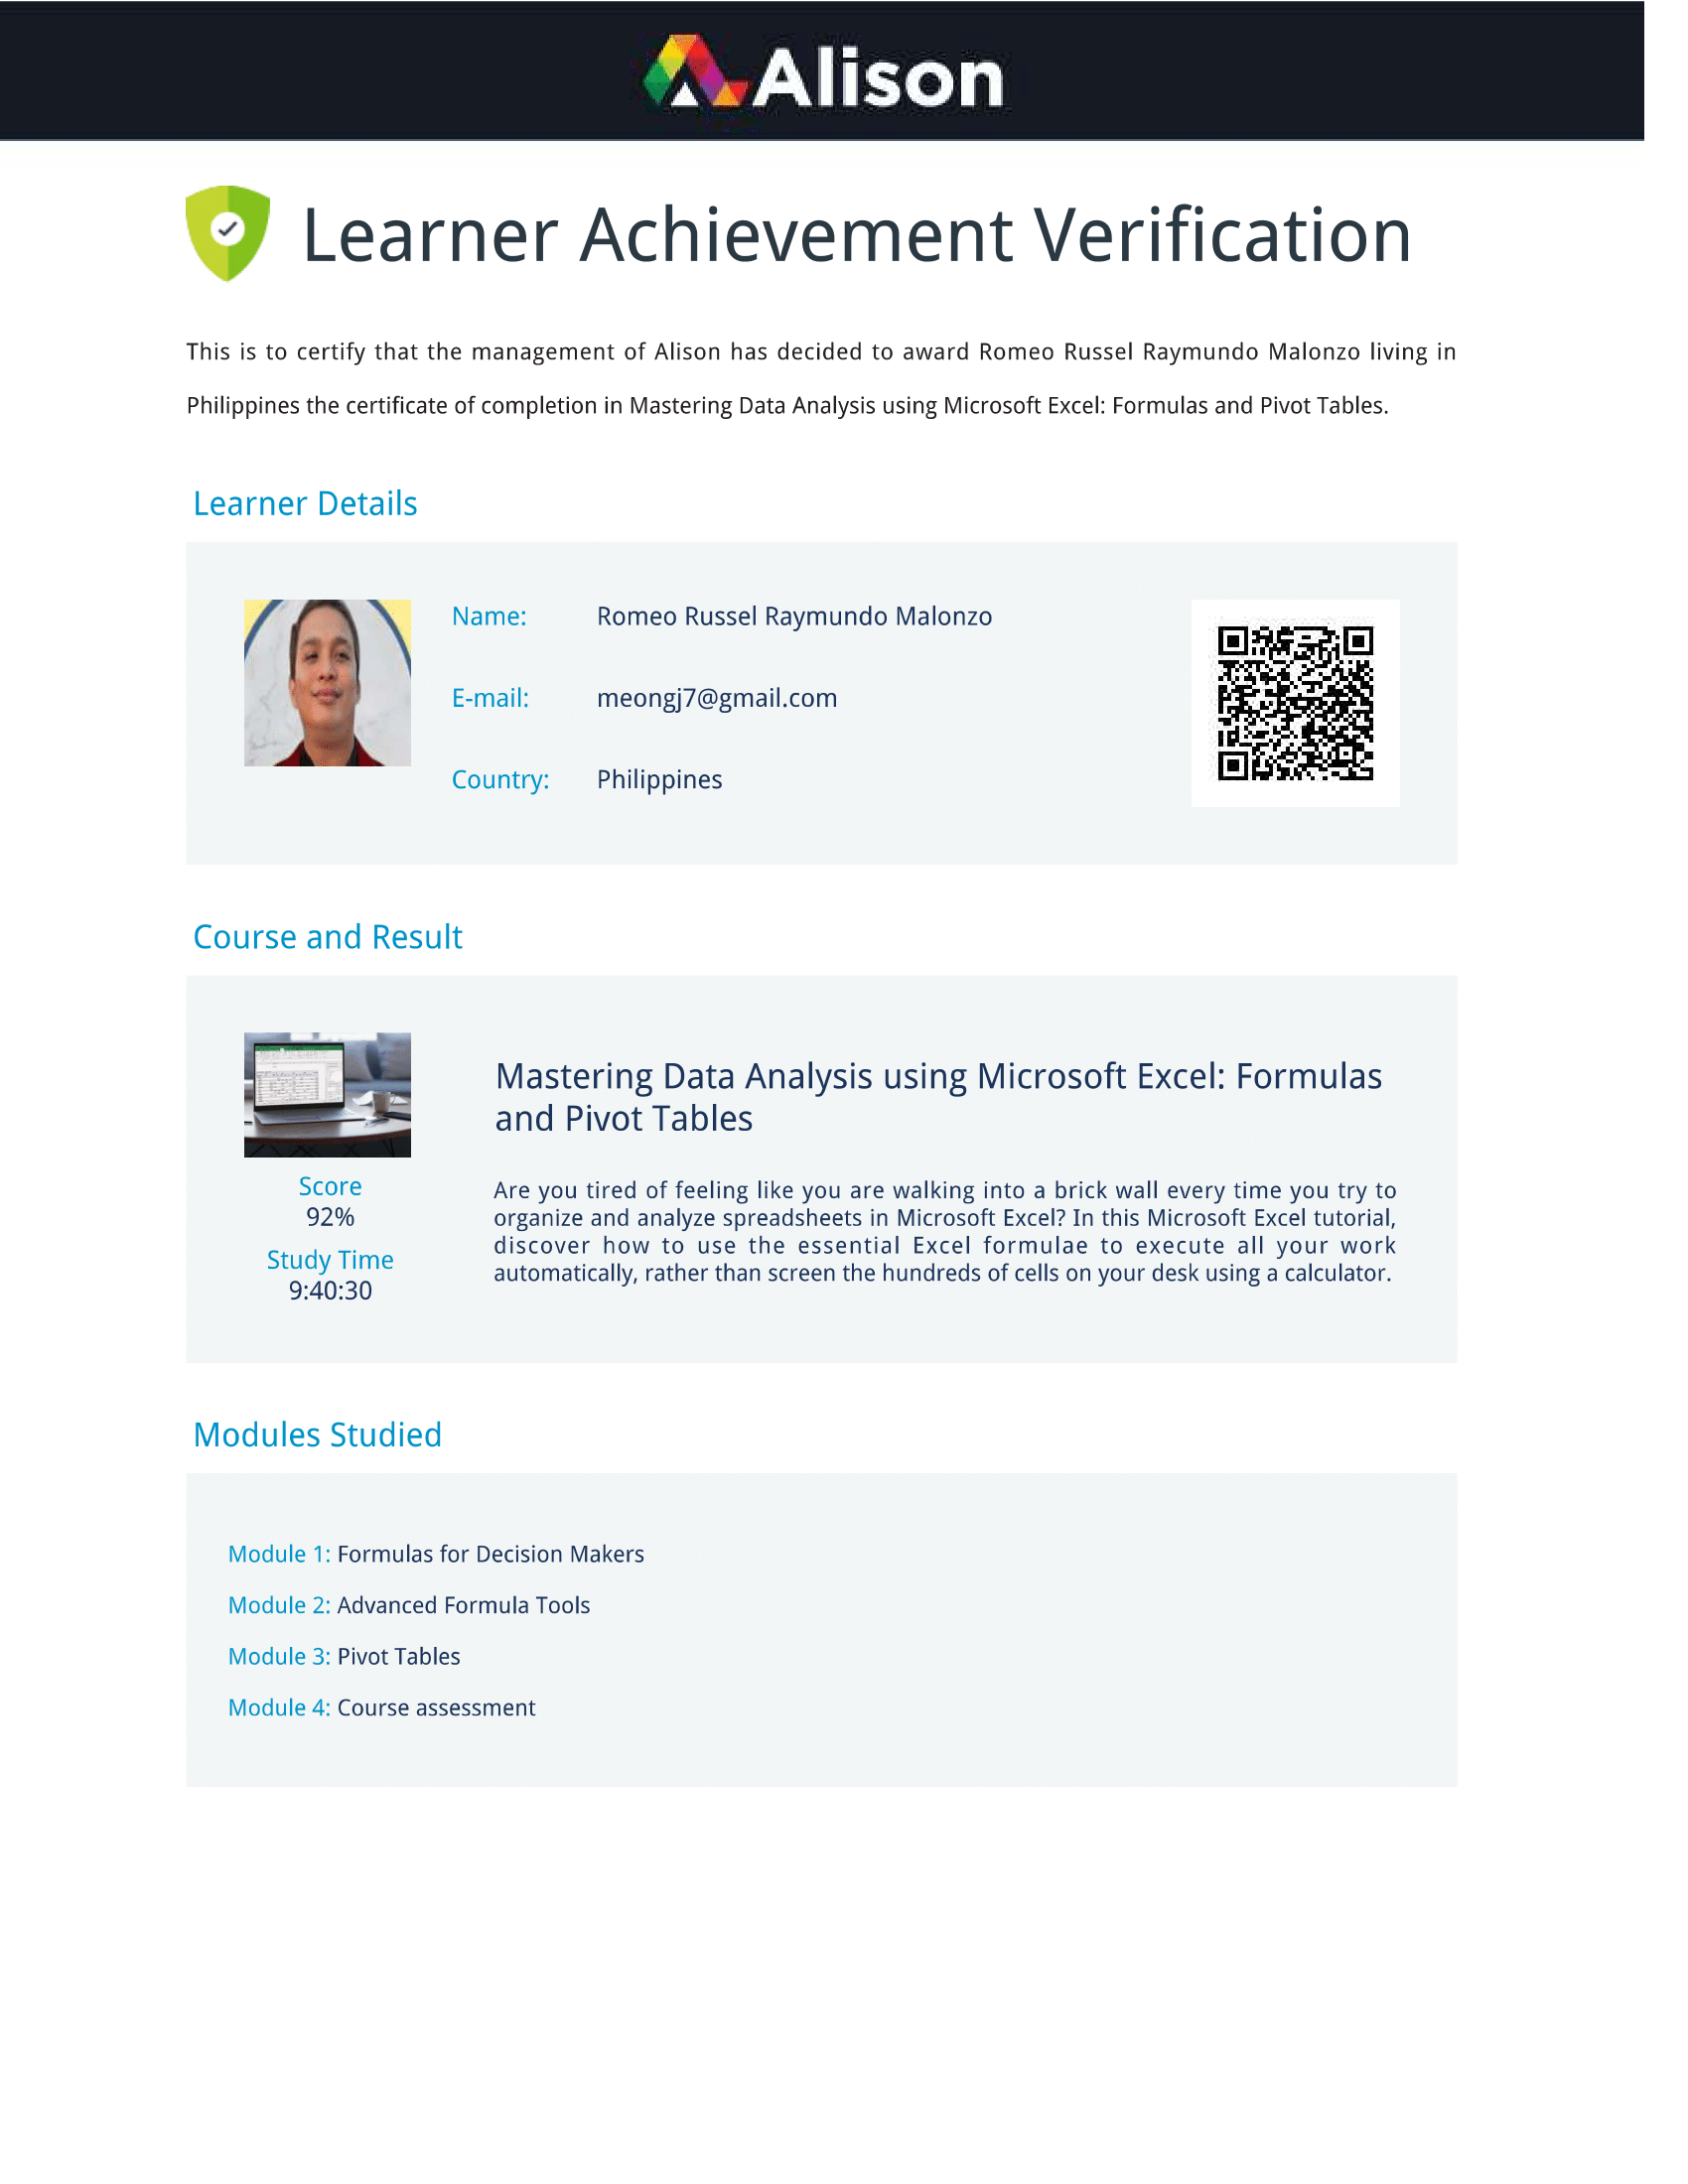 Alison
Learner Achievement Verification
This is to certify that the management of Alison has decided to award Romeo Russel Raymundo Malonzo living in
Philippines the certificate of completion in Mastering Data Analysis using Microsoft Excel: Formulas and Pivot Tables.
Learner Details
Name: Romeo Russel Raymundo Malonzo
E-mail: meongj7@gmail.com
Country: Philippines
Course and Result
Mastering Data Analysis using Microsoft Excel: Formulas
and Pivot Tables
Score
92%
Study Time
9:40:30
Are you tired of feeling like you are walking into a brick wall every time you try to
organize and analyze spreadsheets in Microsoft Excel? In this Microsoft Excel tutorial,
discover how to use the essential Excel formulae to execute all your work
automatically, rather than screen the hundreds of cells on your desk using a calculator.
Modules Studied
Module 1: Formulas for Decision Makers
Module 2: Advanced Formula Tools
Module 3: Pivot Tables
Module 4: Course assessment